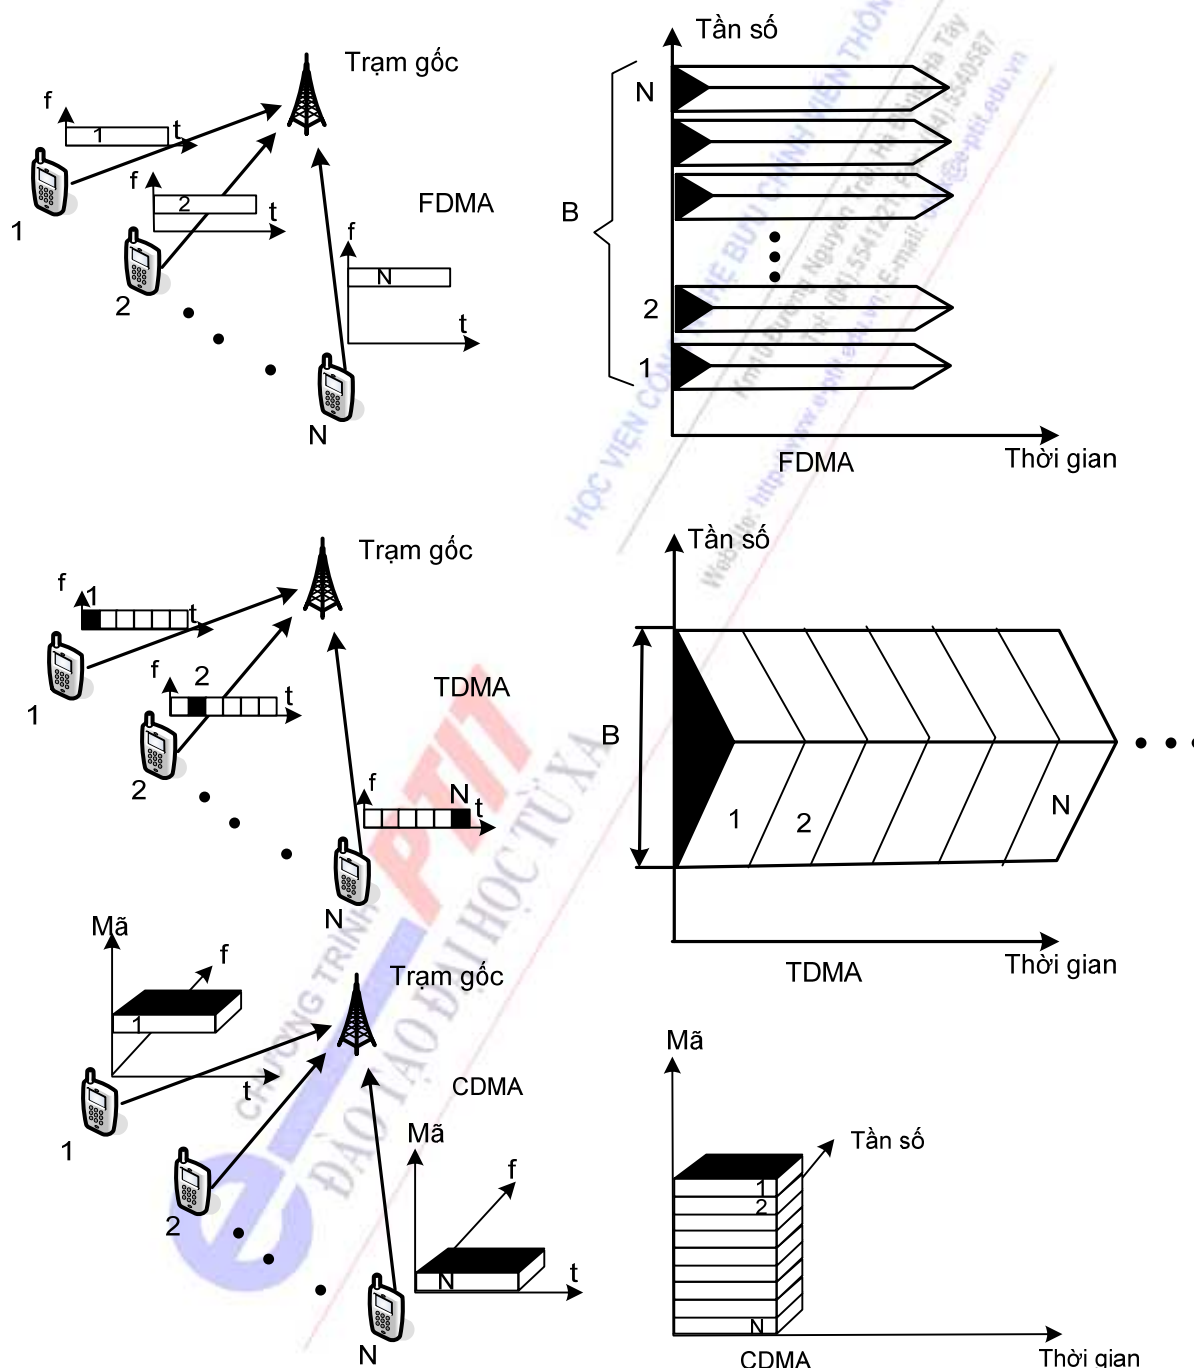 Trạm gốc
f
1
t
1
f
2
t
2
FDMA
f
N
t
N
Tần số
N
B
2
1
FDMA
Thời gian
Trạm gốc
f
1
t
1
f
2
t
2
TDMA
f
N
t
N
Tần số
B
1
2
N
TDMA
Thời gian
Mã
f
1
t
1
Trạm gốc
CDMA
2
Mã
f
N
t
N
Mã
Tần số
1
2
N
CDMA
Thời gian
HỌC VIỆN CÔNG NGHỆ BƯU CHÍNH VIỄN THÔNG
PTIT
CHƯƠNG TRÌNH
ĐÀO TẠO ĐẠI HỌC TỪ XA